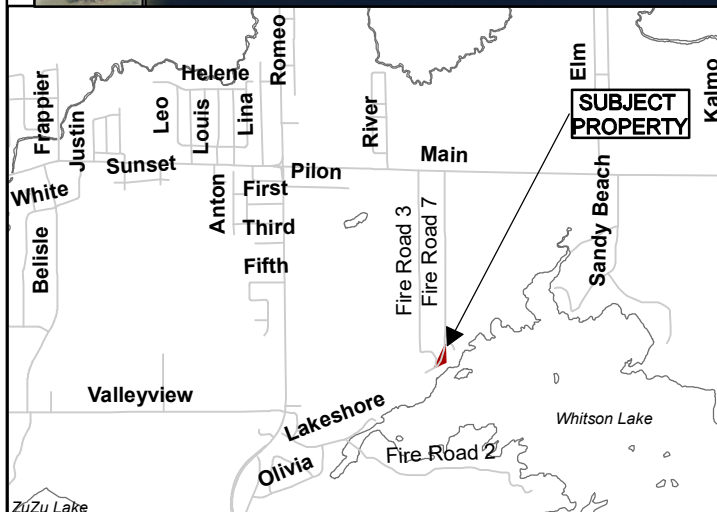 Romeo
Elm
Kalmo
Helene
Frappier
Justin
Leo
Louis
Lina
River
SUBJECT
PROPERTY
Main
Sunset
Pilon
White
Anton
First
Third
Fifth
Belisle
Fire Road 3
Fire Road 7
Sandy Beach
Valleyview
Lakeshore
Whitson Lake
Olivia
Fire Road 2
ZuZu Lake